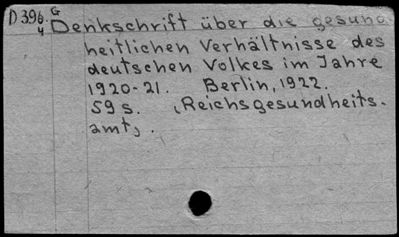 D 396. G Denkschrift über die gesund
4 heitlichen Verhältnisse des
deutschen Volkes im Jahre
1920-21. Berlin, 1922.
59 s. (Reichsgesundheits-
amt).